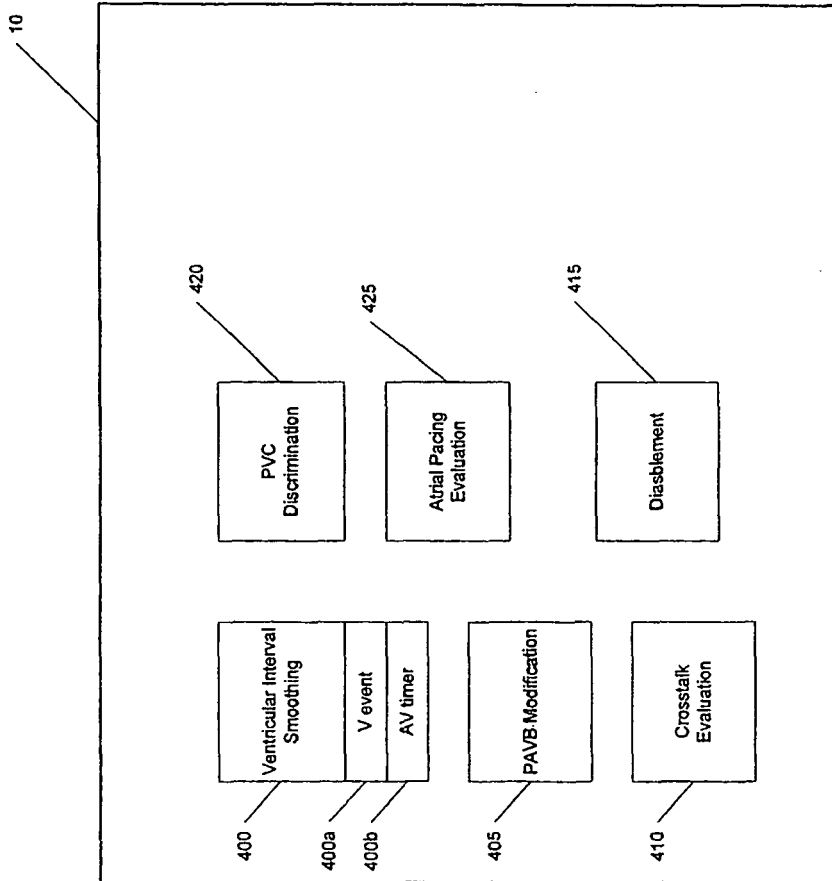 10
420
PVC
Discrimination
425
Atrial Pacing
Evaluation
415
Diasblement
Ventricular Interval
Smoothing
V event
AV timer
400
400a
400b
PAVB Modification
405
Crosstalk
Evaluation
410